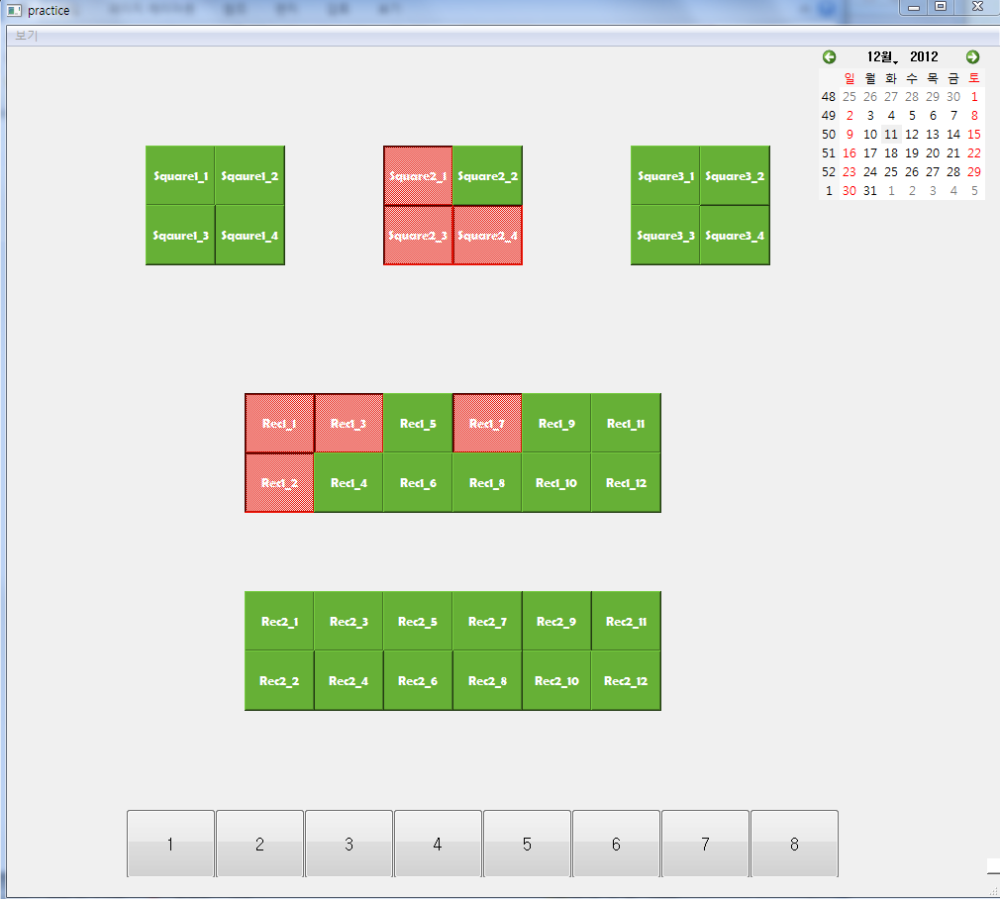 practice
보기
12월 2012
일 월 화 수 목 금 토
48 25 26 27 28 29 30 1
49 2 3 4 5 6 7 8
50 9 10 11 12 13 14 15
51 16 17 18 19 20 21 22
52 23 24 25 26 27 28 29
1 30 31 1 2 3 4 5
Square1_1 Sqaure1_2 Square2_1 Square2_2 Square3_1 Square3_2
Sqaure1_3 Sqaure1_4 Square2_3 Square2_4 Square3_3 Square3_4
Rec1_1 Rec1_3 Rec1_5 Rec1_7 Rec1_9 Rec1_11
Rec1_2 Rec1_4 Rec1_6 Rec1_8 Rec1_10 Rec1_12
Rec2_1 Rec2_3 Rec2_5 Rec2_7 Rec2_9 Rec2_11
Rec2_2 Rec2_4 Rec2_6 Rec2_8 Rec2_10 Rec2_12
1 2 3 4 5 6 7 8